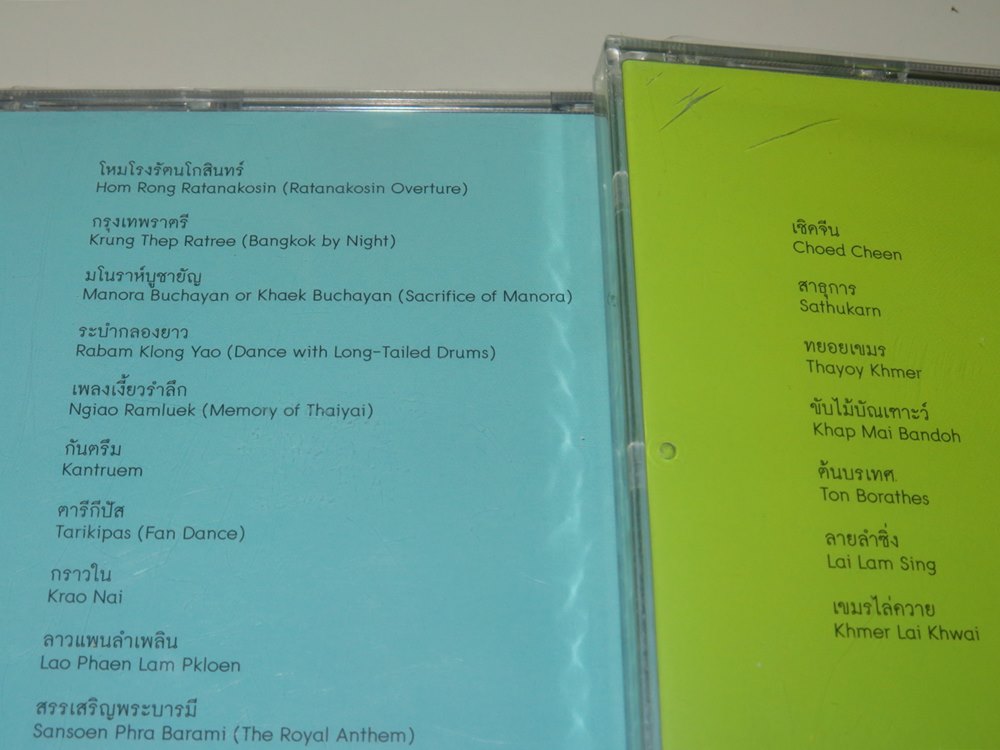 โหมโรงรัตนโกสินทร์
Hom Rong Ratanakosin (Ratanakosin Overture)
กรุงเทพราตรี
Krung Thep Ratree (Bangkok by Night)
มโนราห์บูชายัญ
Manora Buchayan or Khaek Buchayan (Sacrifice of Manora)
ระบำกลองยาว
Rabam Klong Yao (Dance with Long-Tailed Drums)
เพลงเงี้ยวรำลึก
Ngiao Ramluek (Memory of Thaiyai)
กันตรึม
Kantruem
ตารีกีปัส
Tarikipas (Fan Dance)
กราวใน
Krao Nai
ลาวแพนลำเพลิน
Lao Phaen Lam Pkloen
สรรเสริญพระบารมี
Sansoen Phra Barami (The Royal Anthem)
เชิดจีน
Choed Cheen
สาธุการ
Sathukarn
ทยอยเขมร
Thayoy Khmer
ขับไม้บัณเฑาะว์
Khap Mai Bandoh
ต้นบรเทศ
Ton Borathes
ลายลำซิ่ง
Lai Lam Sing
เขมรไล่ควาย
Khmer Lai Khwai